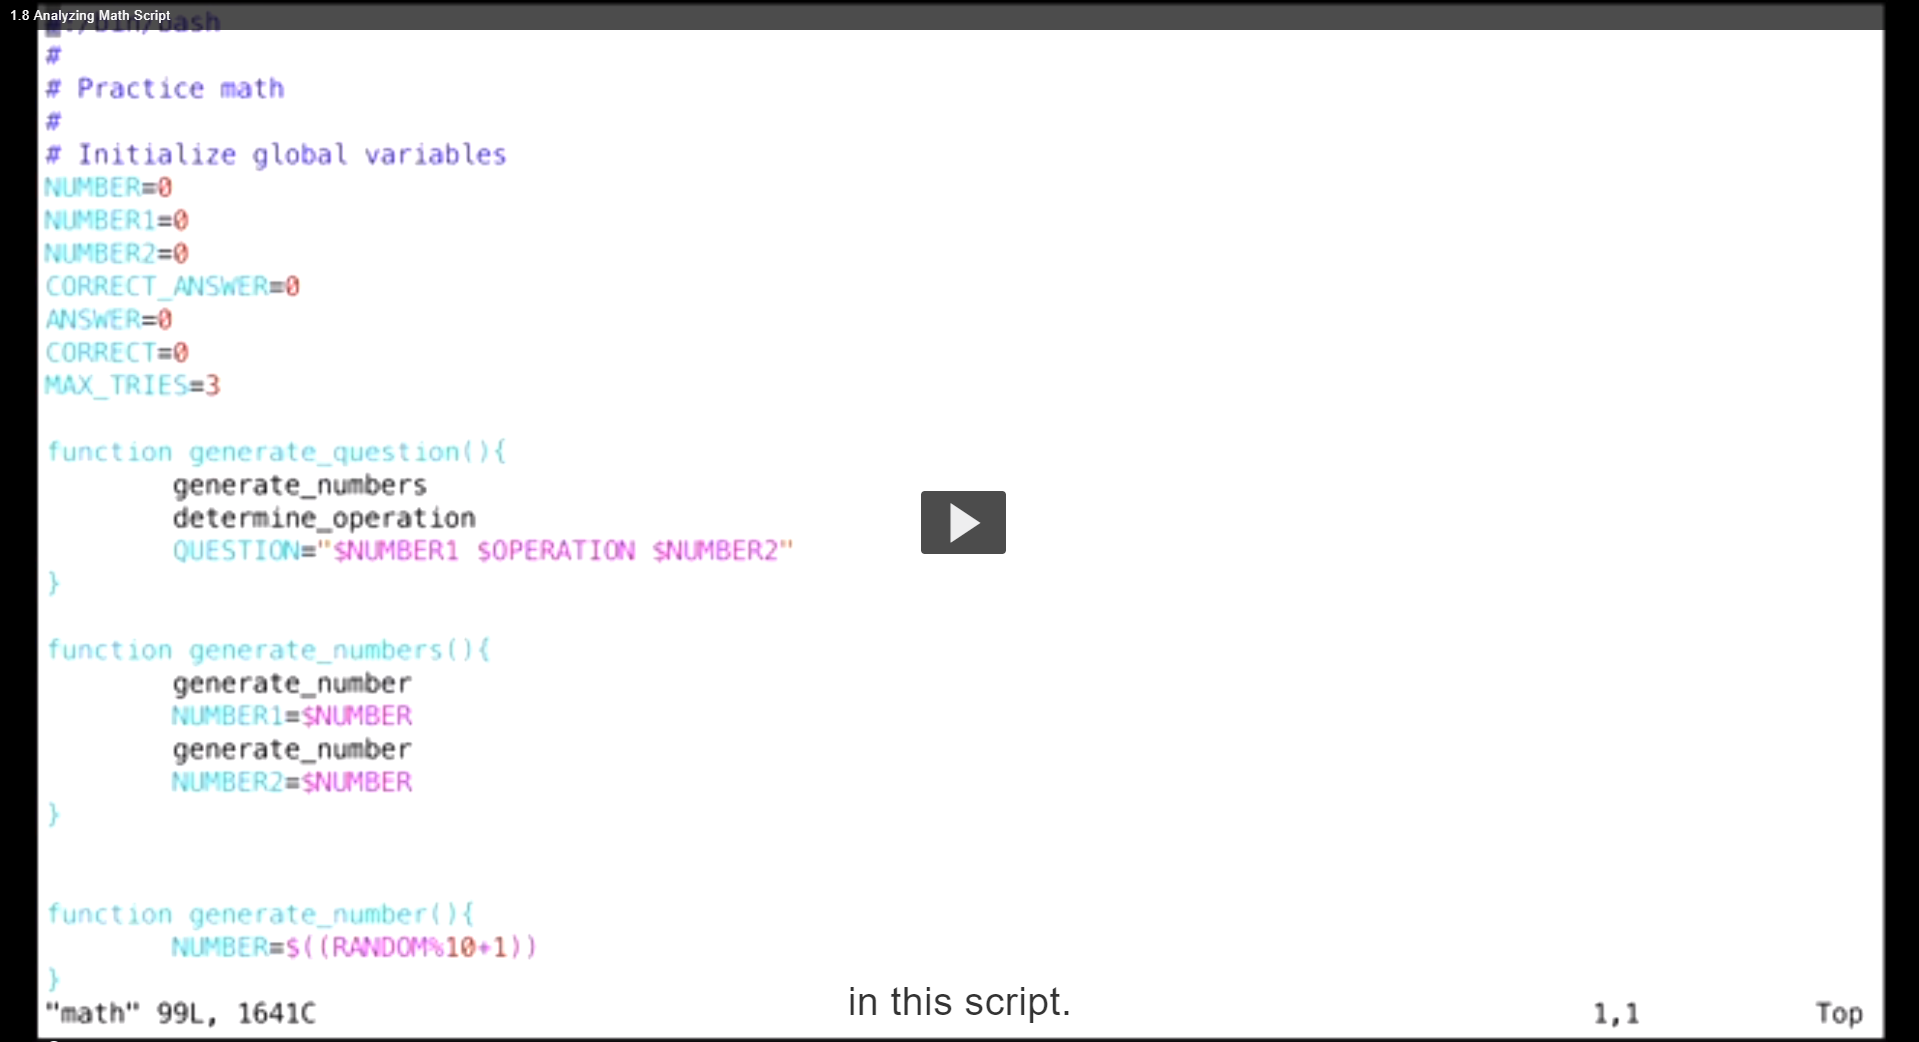 1.8 Analyzing Math Script
#!/bin/bash
#
# Practice math
#
# Initialize global variables
NUMBER=0
NUMBER1=0
NUMBER2=0
CORRECT_ANSWER=0
ANSWER=0
CORRECT=0
MAX_TRIES=3
function generate_question(){
generate_numbers
determine_operation
QUESTION="$NUMBER1 $OPERATION $NUMBER2"
}
function generate_numbers(){
generate_number
NUMBER1=$NUMBER
generate_number
NUMBER2=$NUMBER
}
function generate_number(){
NUMBER=$((RANDOM%10+1))
}
in this script.
"math" 99L, 1641C 1,1 Top